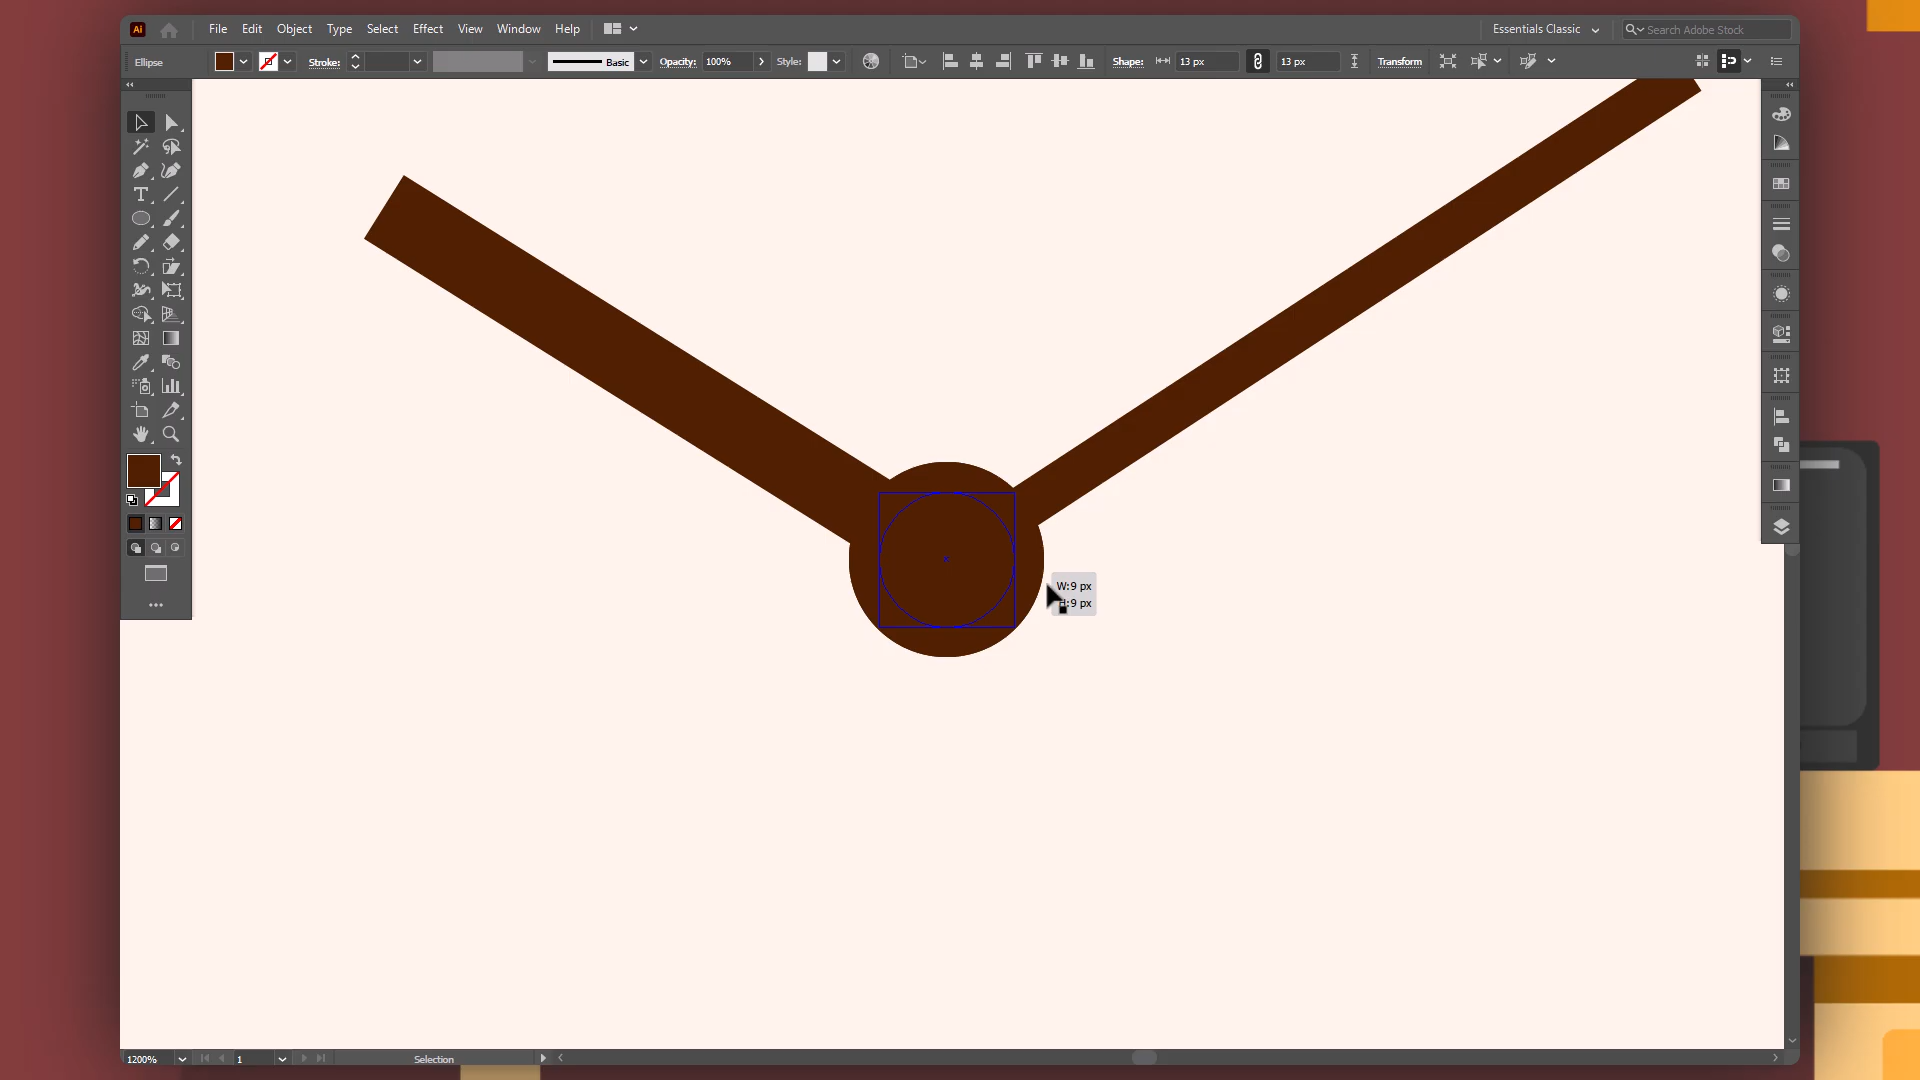 Ai File Edit Object Type Select Effect View Window Help Essentials Classic Search Adobe Stock
Ellipse Stroke: Basic Opacity: 100% Style: Shape: 13 px 13 px Transform
W:9 px
H:9 px
1200% 1 Selection